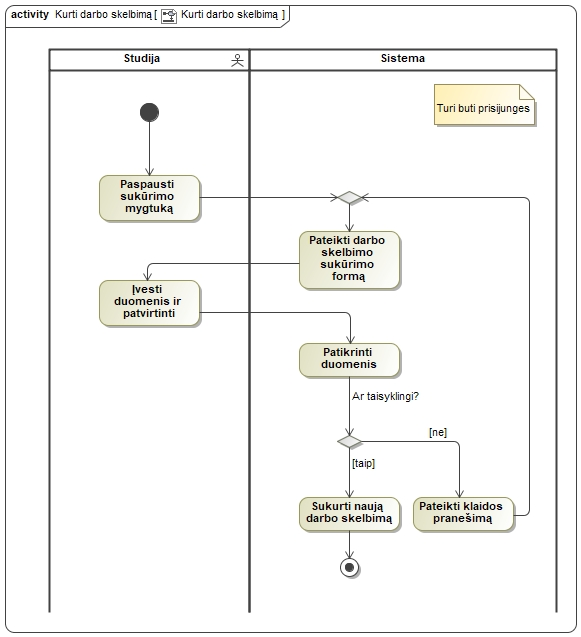 activity Kurti darbo skelbimą [ Kurti darbo skelbimą ]
Studija
Sistema
Turi buti prisijunges
Paspausti
sukūrimo
mygtuką
Pateikti darbo
skelbimo
sukūrimo
formą
Įvesti
duomenis ir
patvirtinti
Patikrinti
duomenis
Ar taisyklingi?
[ne]
[taip]
Sukurti naują
darbo skelbimą
Pateikti klaidos
pranešimą